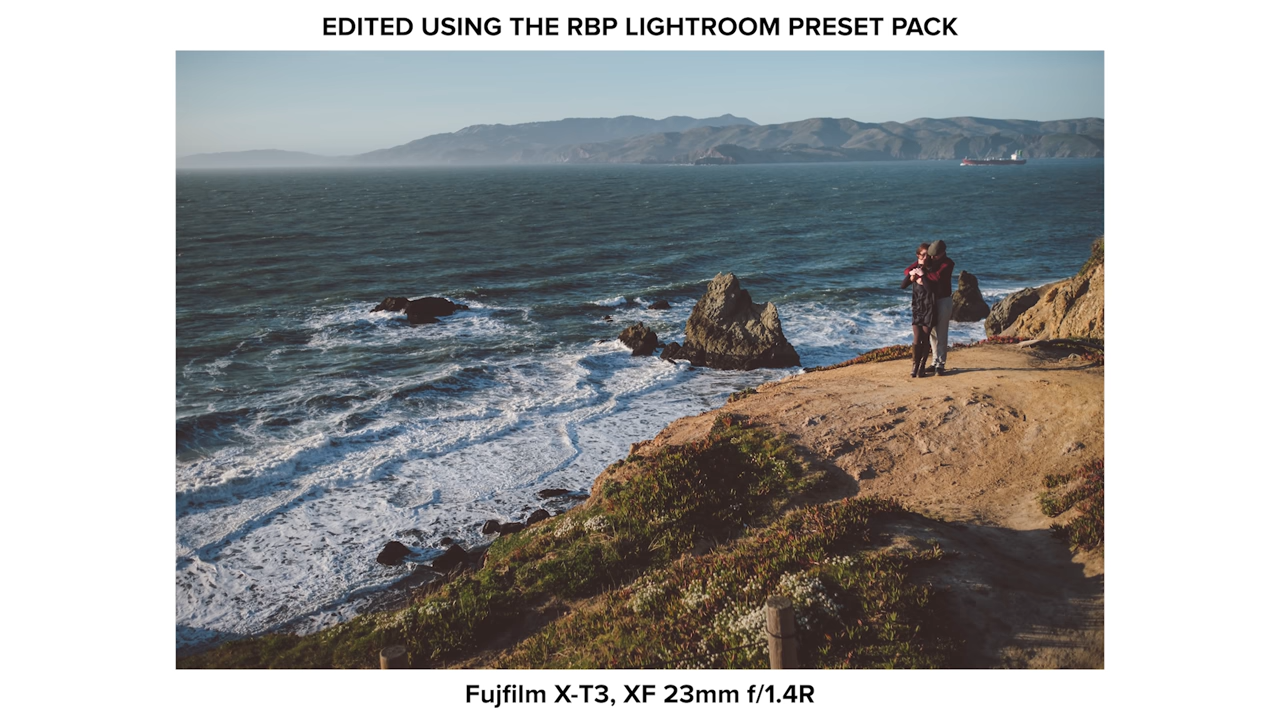 EDITED USING THE RBP LIGHTROOM PRESET PACK
Fujifilm X-T3, XF 23mm f/1.4R